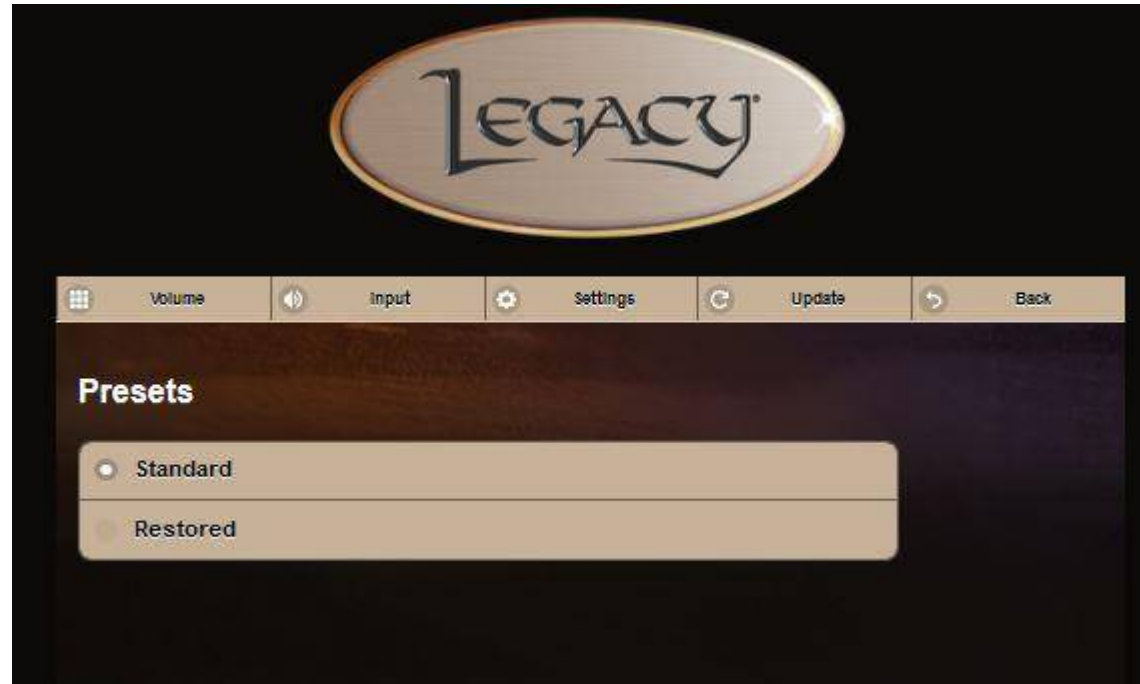 LEGACY®
Volume Input Settings Update Back
Presets
Standard
Restored